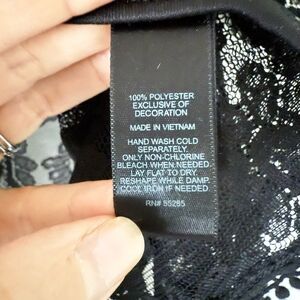 100% POLYESTER
EXCLUSIVE OF
DECORATION
MADE IN VIETNAM
HAND WASH COLD
SEPARATELY.
ONLY NON-CHLORINE
BLEACH WHEN NEEDED.
LAY FLAT TO DRY.
RESHAPE WHILE DAMP.
COOL IRON IF NEEDED
RN# 55285